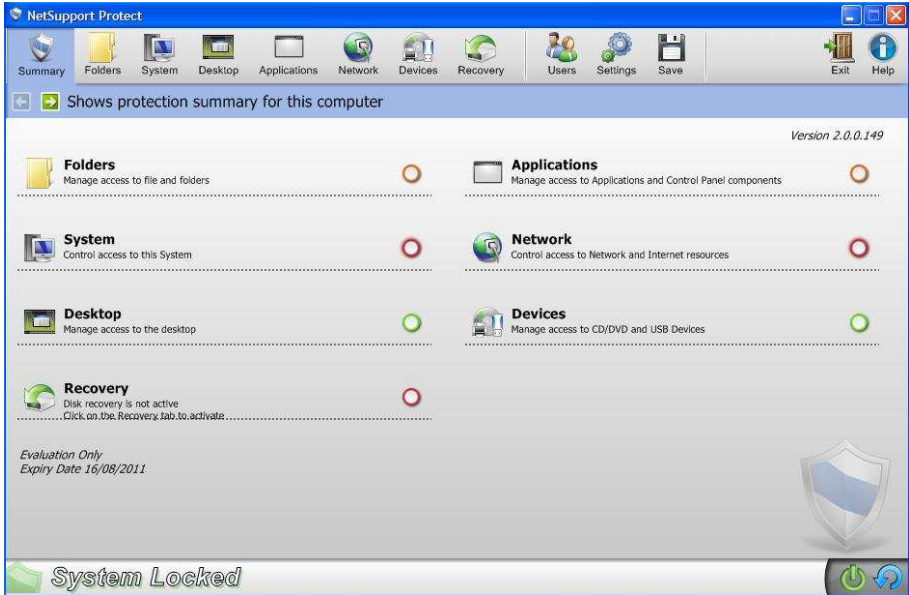 NetSupport Protect
Summary Folders System Desktop Applications Network Devices Recovery Users Settings Save Exit Help
Shows protection summary for this computer
Version 2.0.0.149
Folders
Manage access to file and folders
Applications
Manage access to Applications and Control Panel components
System
Control access to this System
Network
Control access to Network and Internet resources
Desktop
Manage access to the desktop
Devices
Manage access to CD/DVD and USB Devices
Recovery
Disk recovery is not active
Click on the Recovery tab to activate
Evaluation Only
Expiry Date 16/08/2011
System Locked